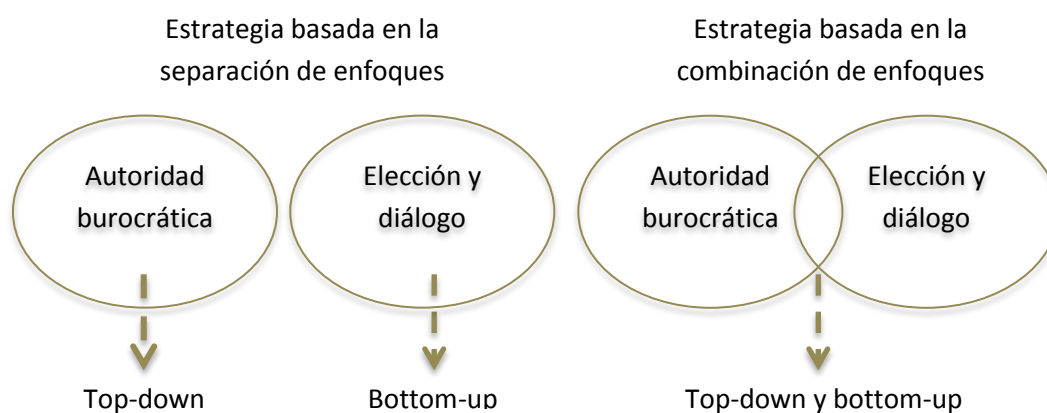 Estrategia basada en la
separación de enfoques
Estrategia basada en la
combinación de enfoques
Autoridad
burocrática
Elección y
diálogo
Autoridad
burocrática
Elección y
diálogo
Top-down
Bottom-up
Top-down y bottom-up